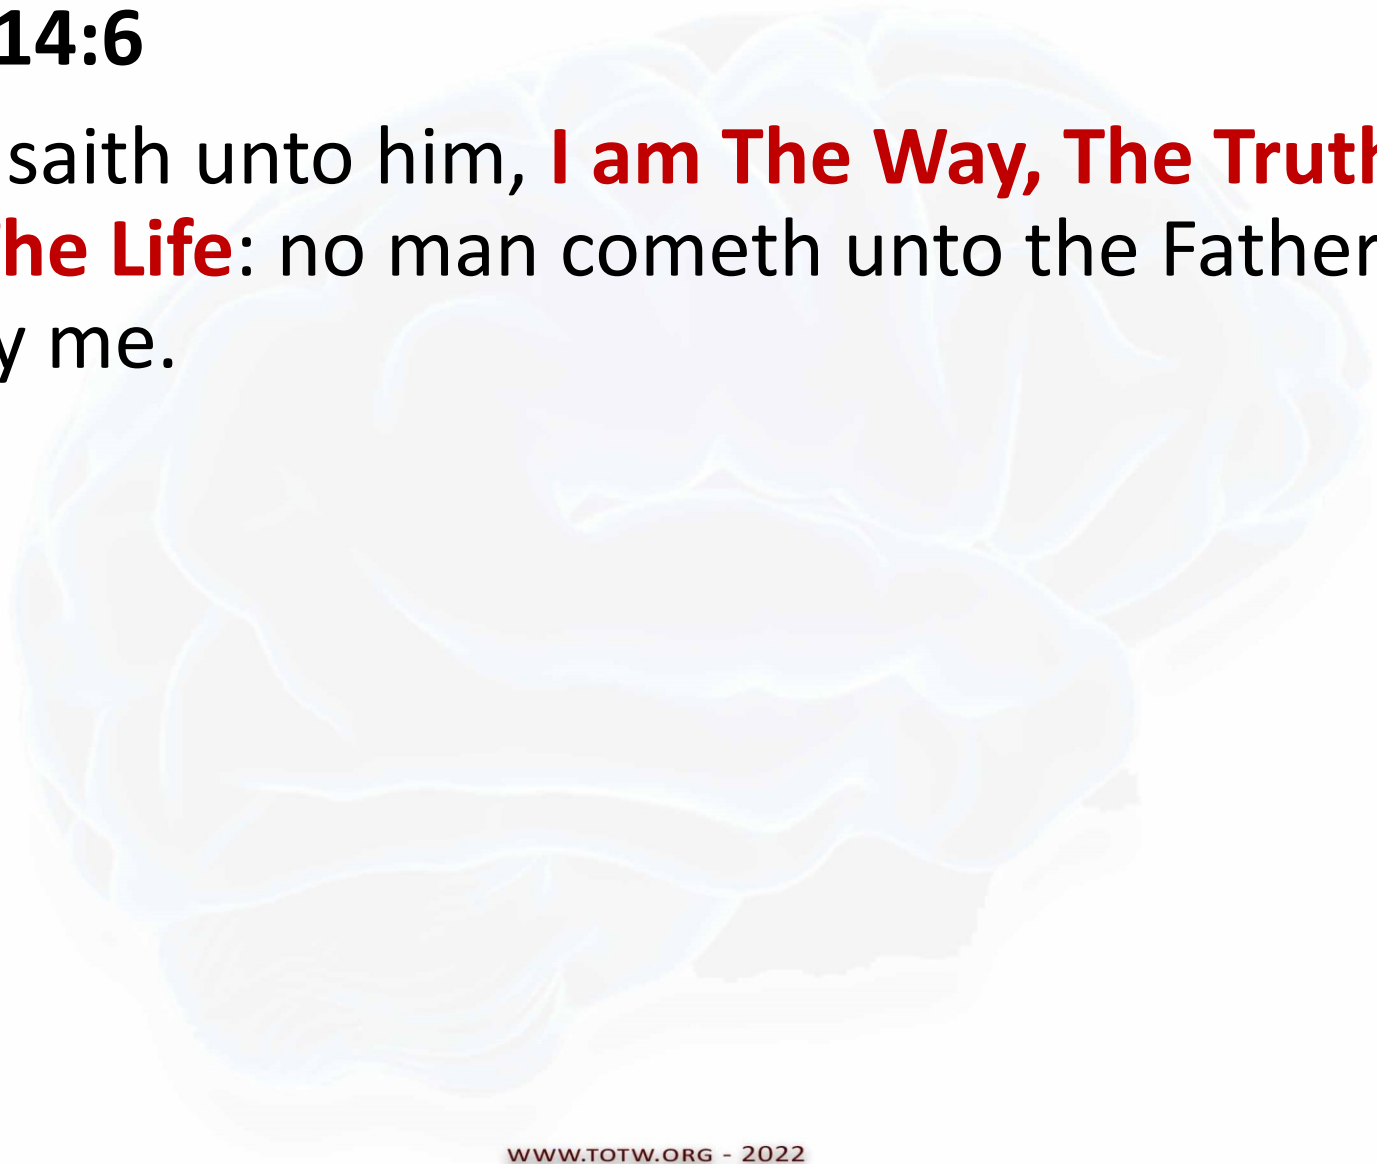 14:6
saith unto him, I am The Way, The Truth
he Life: no man cometh unto the Father
y me.
WWW.TOTW.ORG - 2022